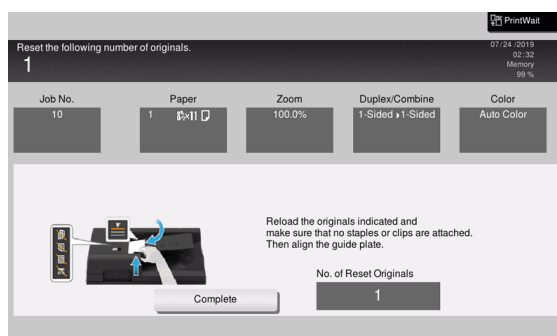 PrintWait
Reset the following number of originals.
1
07/24 /2019
02:32
Memory
99 %
Job No.
Paper
Zoom
Duplex/Combine
Color
10
1 8½×11
100.0%
1-Sided ▸1-Sided
Auto Color
Reload the originals indicated and
make sure that no staples or clips are attached.
Then align the guide plate.
No. of Reset Originals
Complete
1